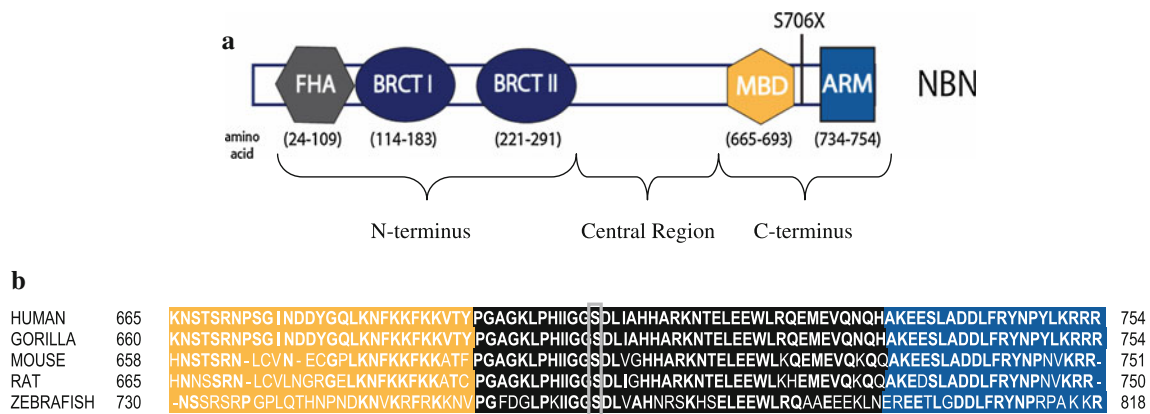 a
S706X
FHA BRCT I BRCT II MBD ARM NBN
amino acid (24-109) (114-183) (221-291) (665-693) (734-754)
N-terminus Central Region C-terminus
b
HUMAN 665 KNSTSRNPSGINDDYGQLKNFKKFKKVTYPGAGKLPHIIGGSDLIAHHARKNTELEEWLRQEMEVQNQHAKEESLADDLFRYNPYLKRRR 754
GORILLA 660 KNSTSRNPSGINDDYGQLKNFKKFKKVTYPGAGKLPHIIGGSDLIAHHARKNTELEEWLRQEMEVQNQHAKEESLADDLFRYNPYLKRRR 754
MOUSE 658 HNSTSRN-LCVN-ECGPLKNFKKFKKATFPGAGKLPHIIGGSDLVGHHARKNTELEEWLKQEMEVQKQQAKEESLADDLFRYNPNVKRR- 751
RAT 665 HNNSSRN-LCVLNGRGELKNFKKFKKATCPGAGKLPHIIGGSDLIGHHARKNTELEEWLKHEMEVQKQQAKEDSLADDLFRYNPNVKRR- 750
ZEBRAFISH 730 -NSSRSRPGPLQTHNPNDKNVKRFRKKNVPGFDGLPKIIGGSDLVAHNRSKHSELEEWLRQAAEEEKLNEREETLGDDLFRYNPRPAKKR 818